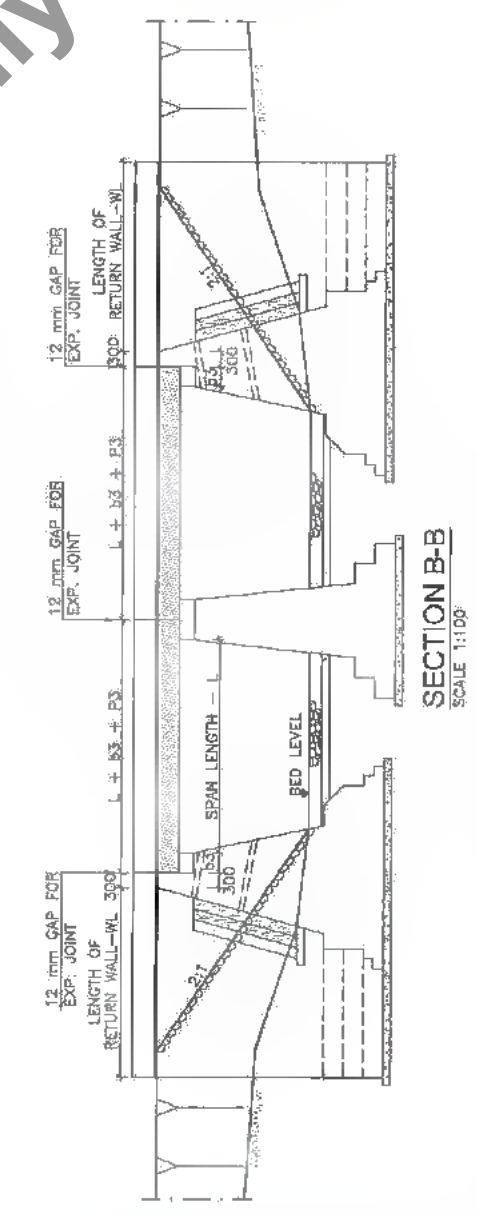 12 mm GAP FOR
EXP. JOINT
LENGTH OF
RETURN WALL-WL
300
L + b3 + P3
12 mm GAP FOR
EXP. JOINT
L + b3 + P3
12 mm GAP FOR
EXP. JOINT
300
LENGTH OF
RETURN WALL-WL
2:1
b3
300
SPAN LENGTH - L
BED LEVEL
b3
300
2:1
SECTION B-B
SCALE 1:100